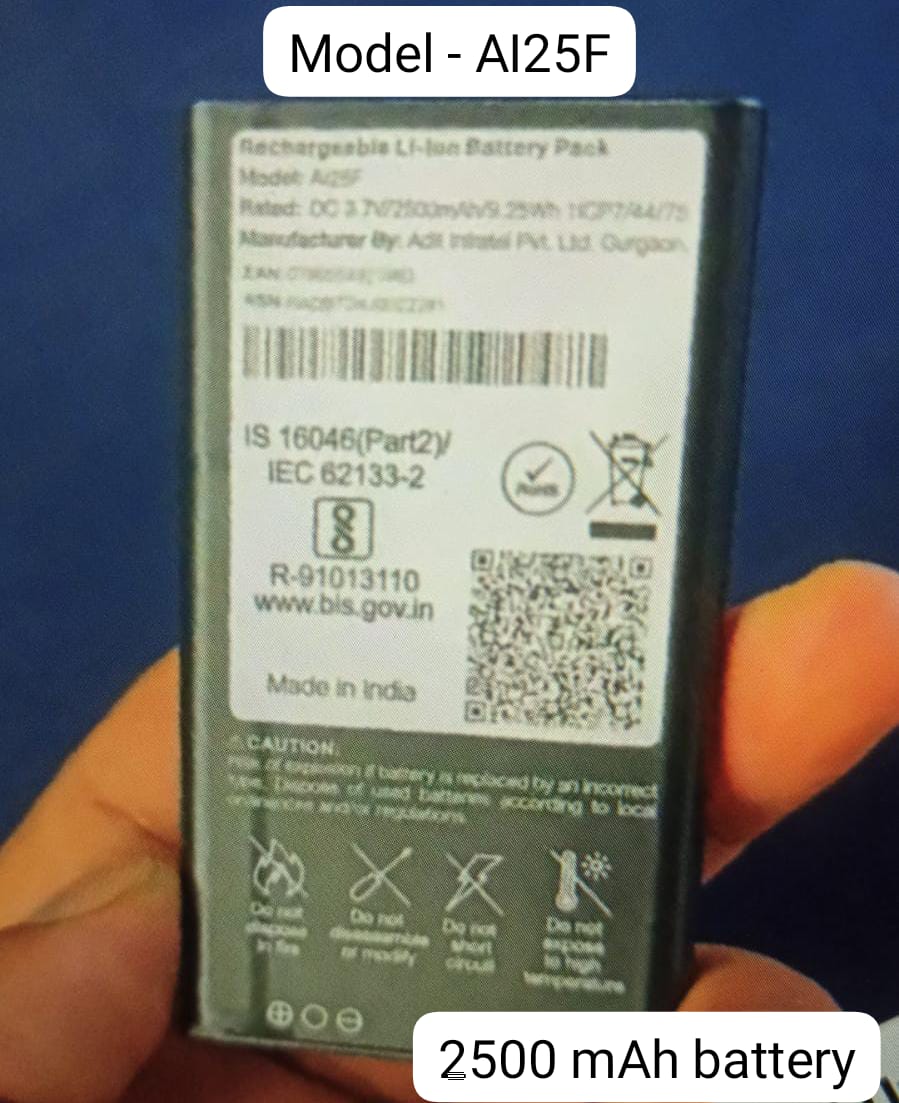 Model - AI25F
Rechargeable Li-Ion Battery Pack
Model: AI25F
Rated: DC 3.7V/2500mAh/9.25Wh 1ICP7/44/75
Manufacturer By: Adit Infratel Pvt. Ltd. Gurgaon
EAN
IS 16046(Part2)/
IEC 62133-2
R-91013110
www.bis.gov.in
RoHS
Made in India
CAUTION:
Risk of explosion if battery is replaced by an incorrect
type. Dispose of used batteries according to local
ordinances and/or regulations.
Do not
dispose
in fire
Do not
disassemble
or modify
Do not
short
circuit
Do not
expose
to high
temperature
2500 mAh battery